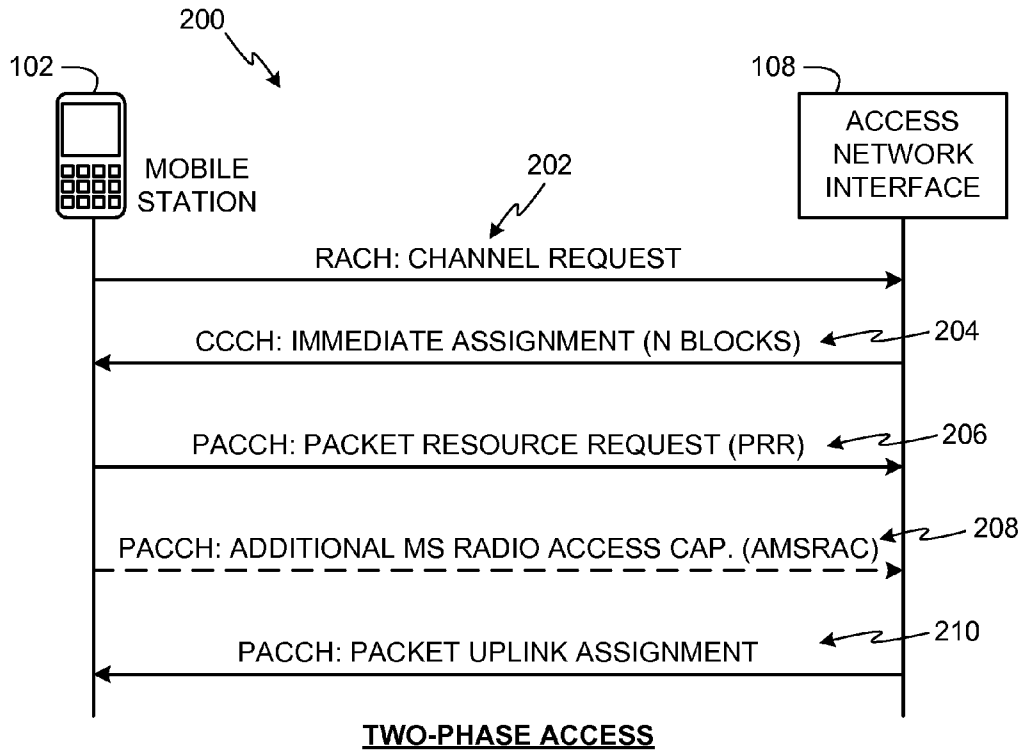 200
102
108
MOBILE
STATION
ACCESS
NETWORK
INTERFACE
202
RACH: CHANNEL REQUEST
CCCH: IMMEDIATE ASSIGNMENT (N BLOCKS)
204
PACCH: PACKET RESOURCE REQUEST (PRR)
206
PACCH: ADDITIONAL MS RADIO ACCESS CAP. (AMSRAC)
208
PACCH: PACKET UPLINK ASSIGNMENT
210
TWO-PHASE ACCESS